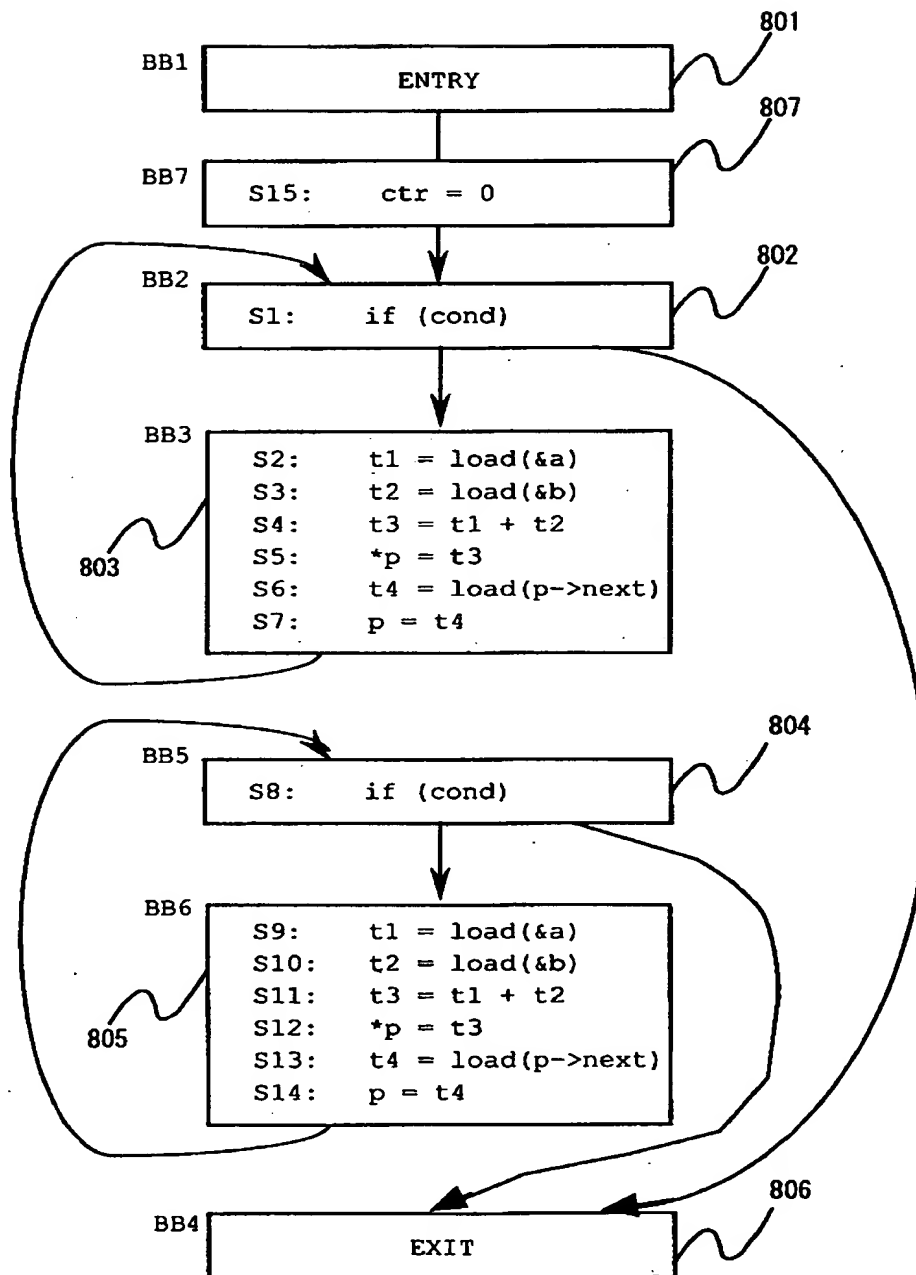 801
BB1
ENTRY
807
BB7
S15: ctr = 0
802
BB2
S1: if (cond)
BB3
S2: t1 = load(&a)
S3: t2 = load(&b)
S4: t3 = t1 + t2
S5: *p = t3
S6: t4 = load(p->next)
S7: p = t4
803
804
BB5
S8: if (cond)
BB6
S9: t1 = load(&a)
S10: t2 = load(&b)
S11: t3 = t1 + t2
S12: *p = t3
S13: t4 = load(p->next)
S14: p = t4
805
806
BB4
EXIT